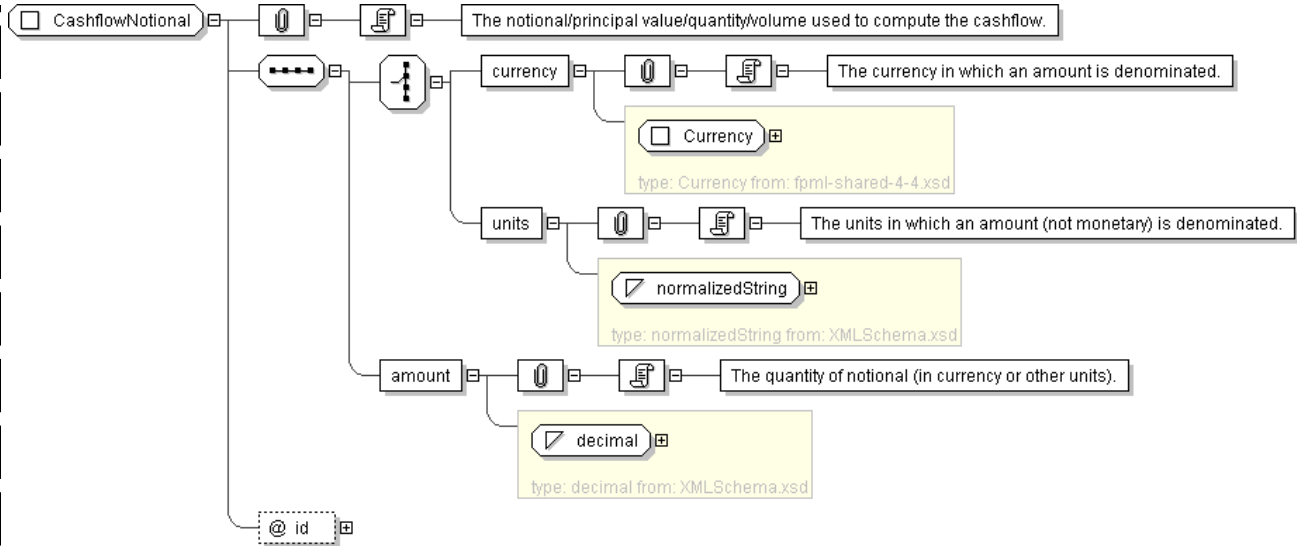 CashflowNotional
The notional/principal value/quantity/volume used to compute the cashflow.
currency
The currency in which an amount is denominated.
Currency
type: Currency from: fpml-shared-4-4.xsd
units
The units in which an amount (not monetary) is denominated.
normalizedString
type: normalizedString from: XMLSchema.xsd
amount
The quantity of notional (in currency or other units).
decimal
type: decimal from: XMLSchema.xsd
@ id